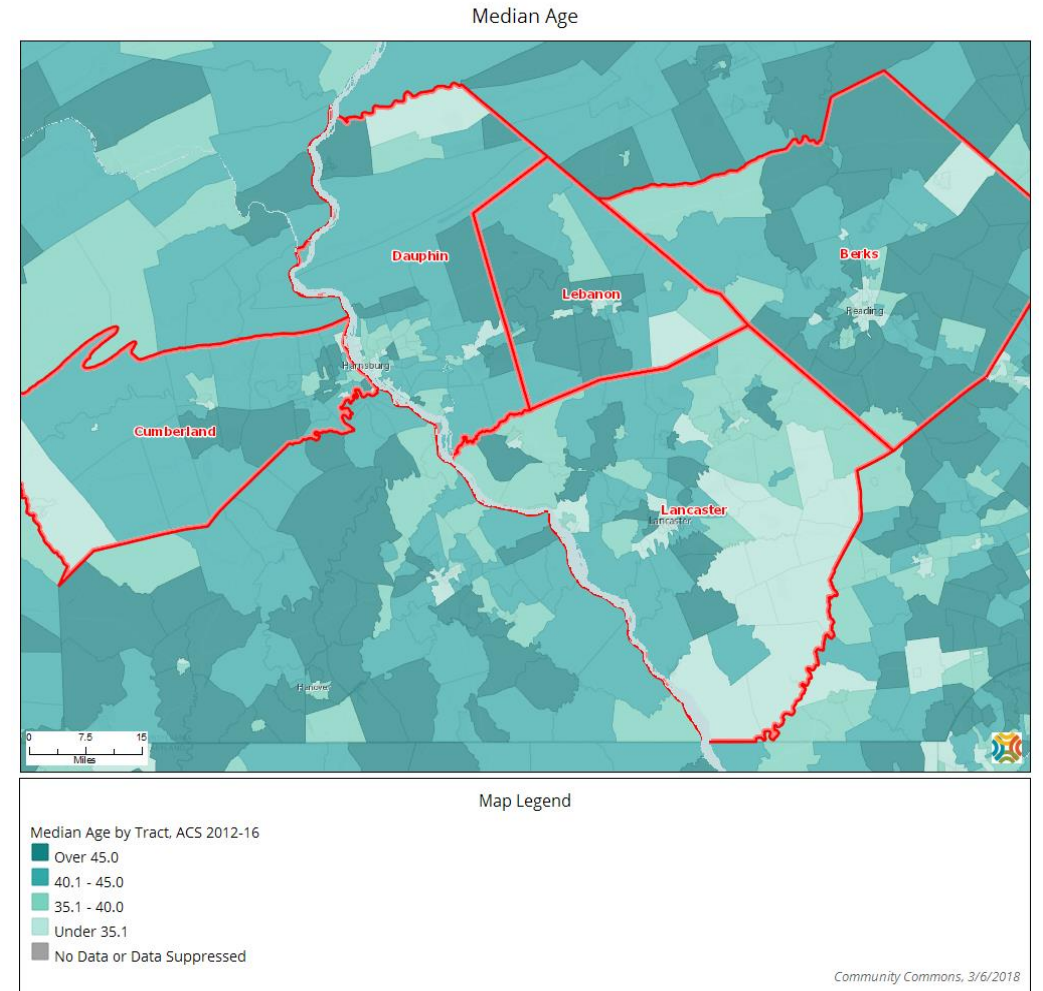 Median Age
Dauphin
Berks
Lebanon
Reading
Harrisburg
Cumberland
Lancaster
Lancaster
Hanover
0 7.5 15
Miles
Map Legend
Median Age by Tract, ACS 2012-16
Over 45.0
40.1 - 45.0
35.1 - 40.0
Under 35.1
No Data or Data Suppressed
Community Commons, 3/6/2018